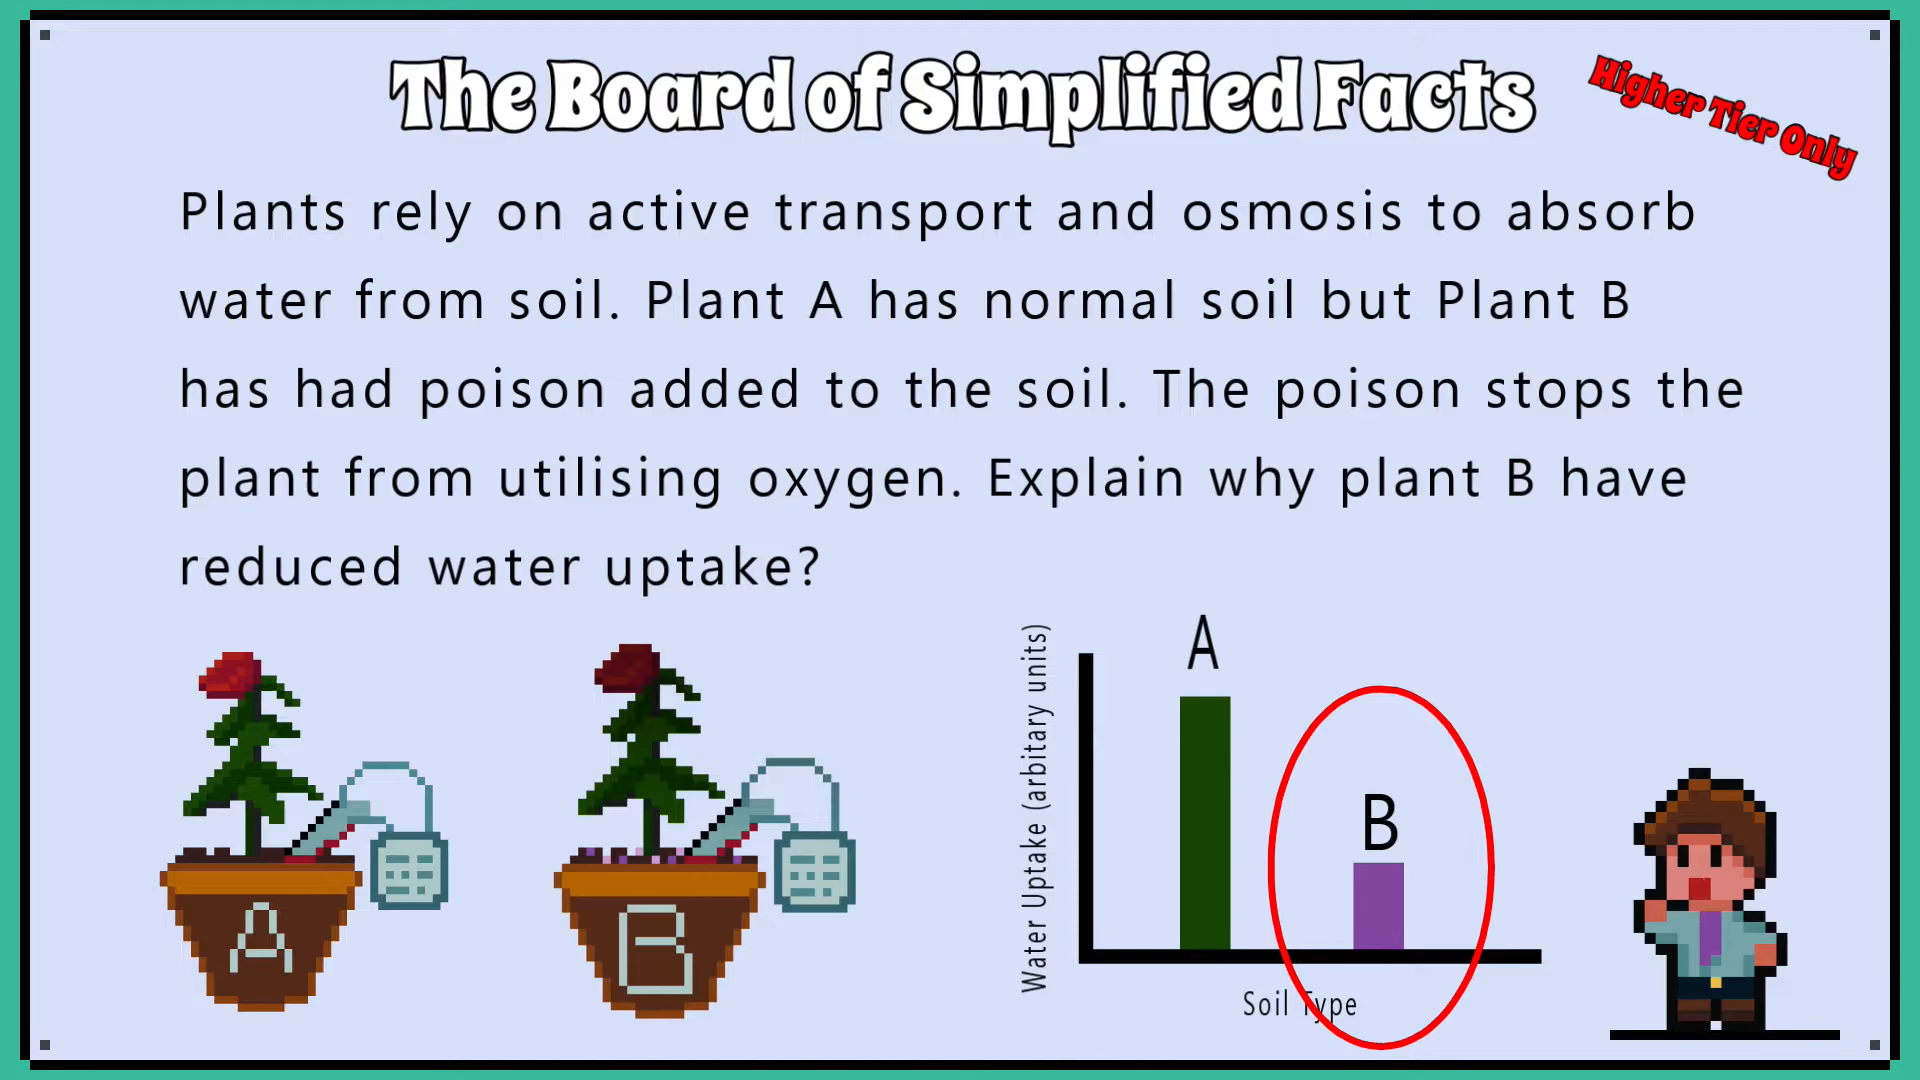 The Board of Simplified Facts
Higher Tier Only
Plants rely on active transport and osmosis to absorb
water from soil. Plant A has normal soil but Plant B
has had poison added to the soil. The poison stops the
plant from utilising oxygen. Explain why plant B have
reduced water uptake?
A
B
Water Uptake (arbitary units)
A
B
Soil Type